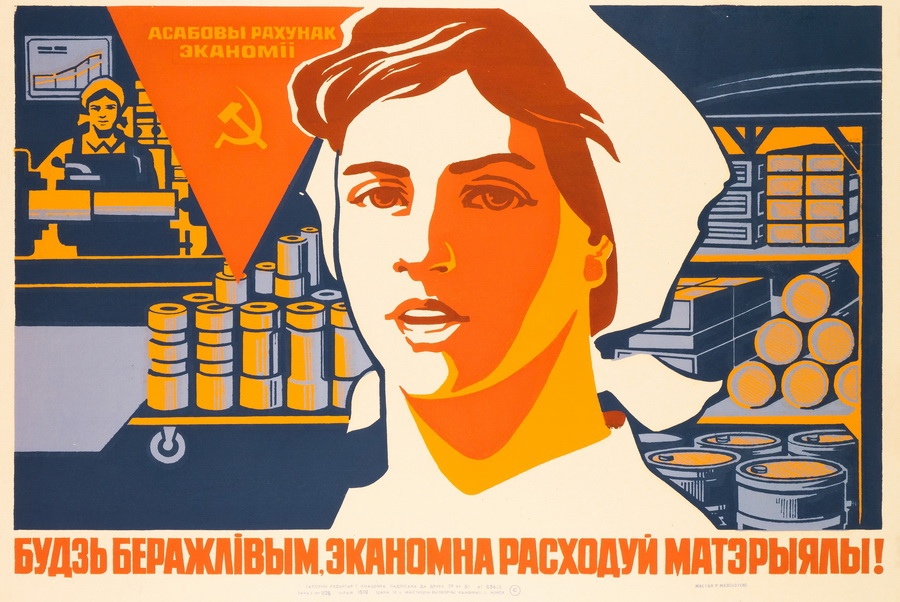 АСАБОВЫ РАХУНАК
ЭКАНОМІІ
БУДЗЬ БЕРАЖЛІВЫМ, ЭКАНОМНА РАСХОДУЙ МАТЭРЫЯЛЫ!